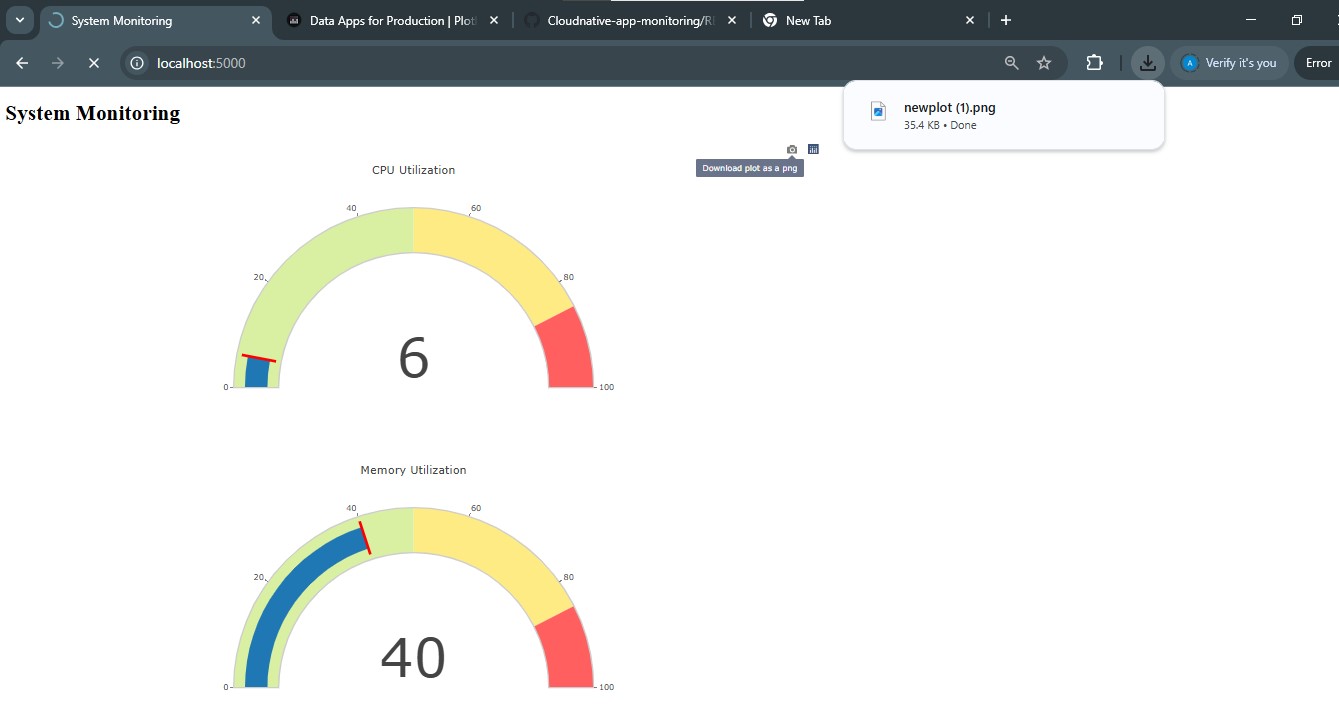 System Monitoring
Data Apps for Production | Plotl
Cloudnative-app-monitoring/RE
New Tab
localhost:5000
Verify it's you
Error
A
newplot (1).png
35.4 KB • Done
System Monitoring
Download plot as a png
CPU Utilization
0
20
40
60
80
100
6
Memory Utilization
0
20
40
60
80
100
40